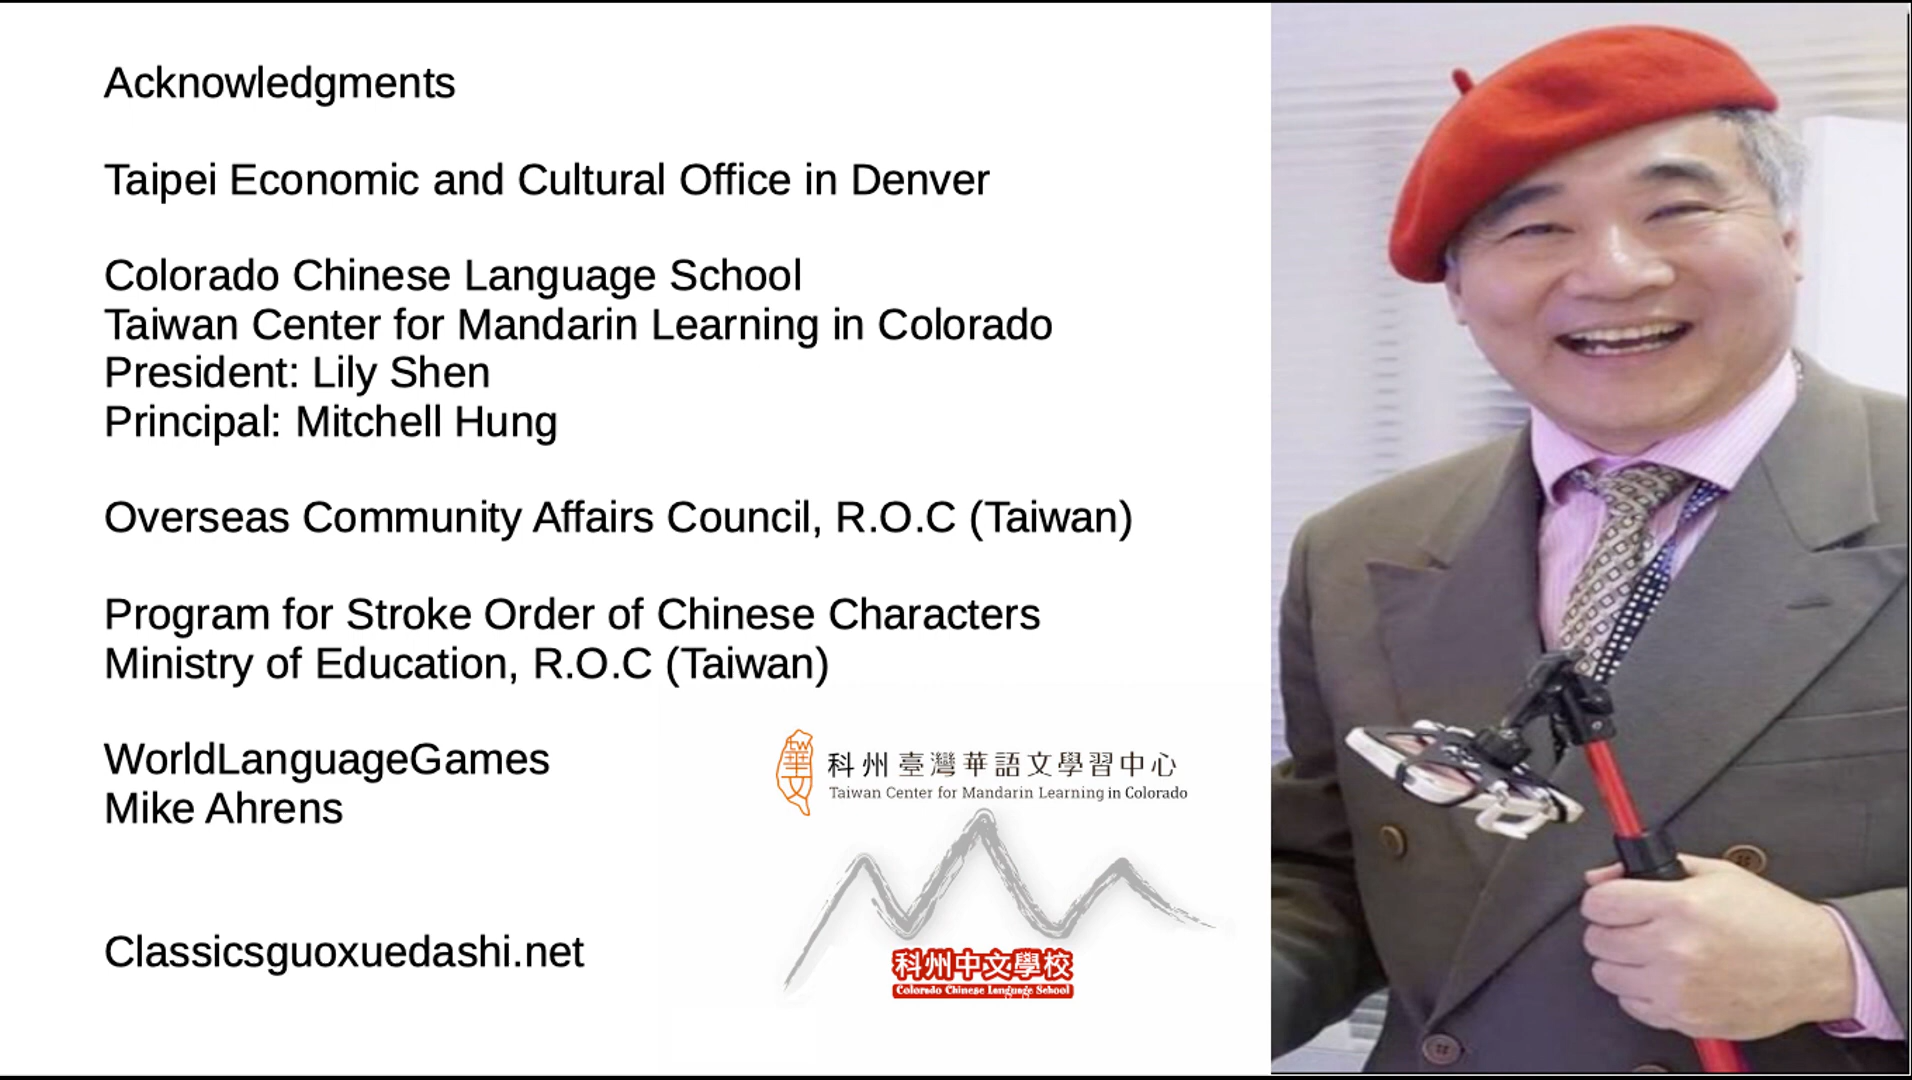 Acknowledgments
Taipei Economic and Cultural Office in Denver
Colorado Chinese Language School
Taiwan Center for Mandarin Learning in Colorado
President: Lily Shen
Principal: Mitchell Hung
Overseas Community Affairs Council, R.O.C (Taiwan)
Program for Stroke Order of Chinese Characters
Ministry of Education, R.O.C (Taiwan)
WorldLanguageGames
Mike Ahrens
Classicsguoxuedashi.net
科州臺灣華語文學習中心
Taiwan Center for Mandarin Learning in Colorado
科州中文學校
Colorado Chinese Language School